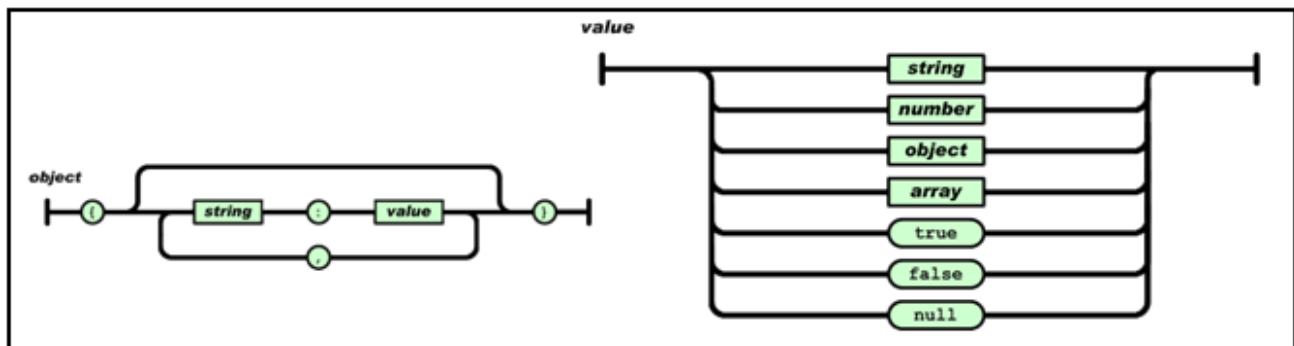 object
{
string
:
value
,
}
value
string
number
object
array
true
false
null